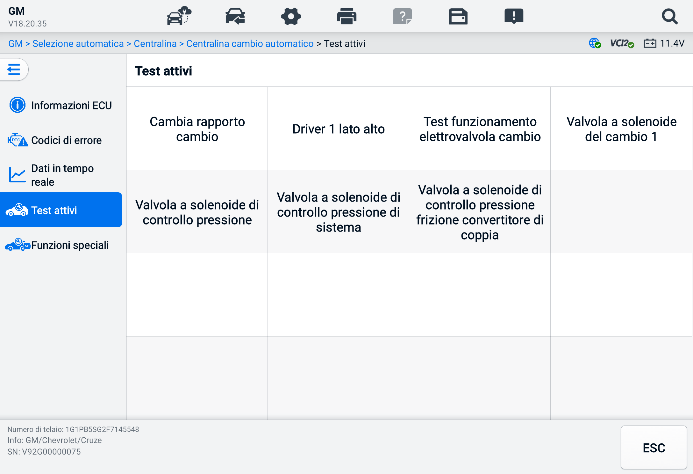 GM
V18.20.35
GM > Selezione automatica > Centralina > Centralina cambio automatico > Test attivi
VCI2
11.4V
Test attivi
Informazioni ECU
Codici di errore
Dati in tempo
reale
Test attivi
Funzioni speciali
Cambia rapporto
cambio
Driver 1 lato alto
Test funzionamento
elettrovalvola cambio
Valvola a solenoide
del cambio 1
Valvola a solenoide di
controllo pressione
Valvola a solenoide di
controllo pressione di
sistema
Valvola a solenoide di
controllo pressione
frizione convertitore di
coppia
Numero di telaio: 1G1PB5SG2F7145548
Info: GM/Chevrolet/Cruze
SN: V92G00000075
ESC